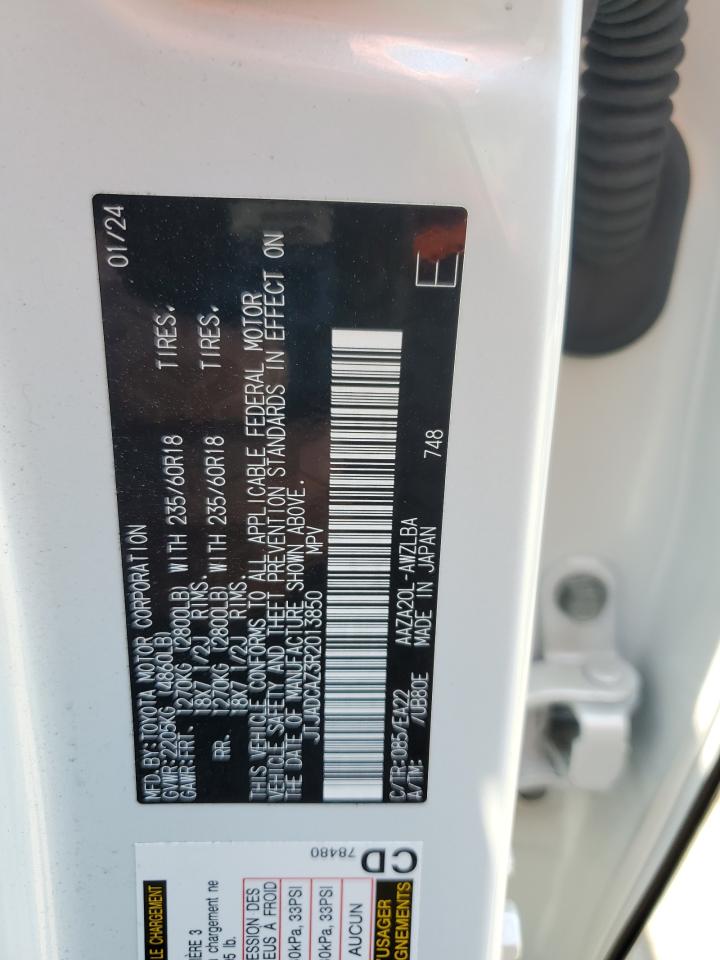 MFD.BY:TOYOTA MOTOR CORPORATION 01/24
GVWR:2205KG (4860LB)
GAWR:FRT. 1270KG (2800LB) WITH 235/60R18 TIRES,
18X7 1/2J RIMS.
RR. 1270KG (2800LB) WITH 235/60R18 TIRES,
18X7 1/2J RIMS.
THIS VEHICLE CONFORMS TO ALL APPLICABLE FEDERAL MOTOR
VEHICLE SAFETY AND THEFT PREVENTION STANDARDS IN EFFECT ON
THE DATE OF MANUFACTURE SHOWN ABOVE.
JTJADCAZ3R2013850 MPV
C/TR:085/EA22 AAZA20L-AWZLBA
A/TM: /UB80E MADE IN JAPAN 748
LE CHARGEMENT
IÈRE 3
chargement ne
5 lb.
ESSION DES
EUS À FROID
0kPa, 33PSI
0kPa, 33PSI
AUCUN
'USAGER
GNEMENTS
CD
78480